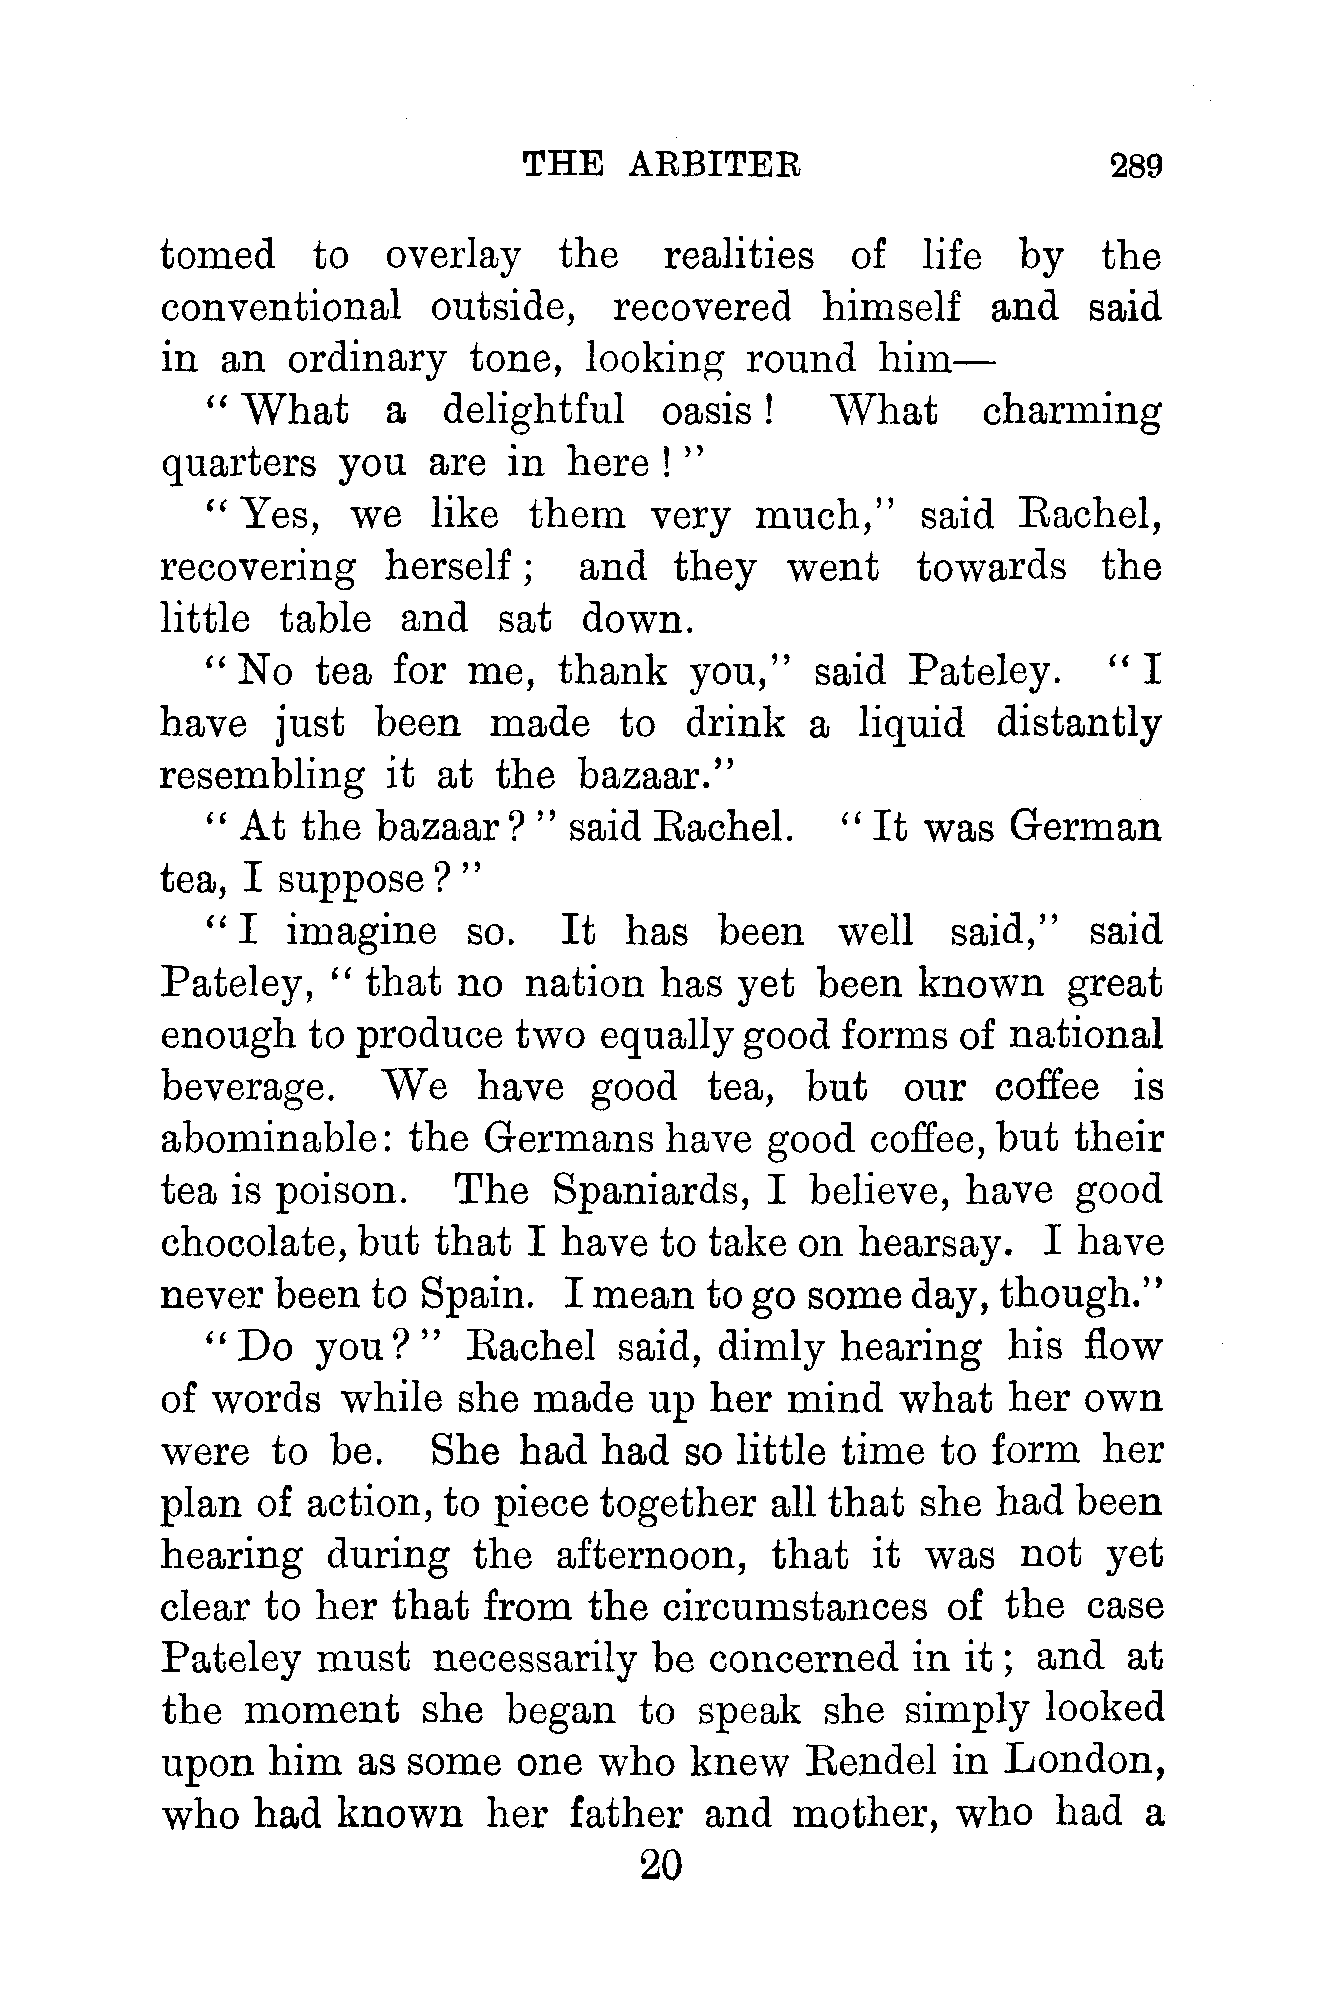 THE ARBITER 289
tomed to overlay the realities of life by the
conventional outside, recovered himself and said
in an ordinary tone, looking round him—
“ What a delightful oasis ! What charming
quarters you are in here ! ”
“ Yes, we like them very much,” said Rachel,
recovering herself ; and they went towards the
little table and sat down.
“ No tea for me, thank you,” said Pateley. “ I
have just been made to drink a liquid distantly
resembling it at the bazaar.”
“ At the bazaar ? ” said Rachel. “ It was German
tea, I suppose ? ”
“ I imagine so. It has been well said,” said
Pateley, “ that no nation has yet been known great
enough to produce two equally good forms of national
beverage. We have good tea, but our coffee is
abominable: the Germans have good coffee, but their
tea is poison. The Spaniards, I believe, have good
chocolate, but that I have to take on hearsay. I have
never been to Spain. I mean to go some day, though.”
“ Do you ? ” Rachel said, dimly hearing his flow
of words while she made up her mind what her own
were to be. She had had so little time to form her
plan of action, to piece together all that she had been
hearing during the afternoon, that it was not yet
clear to her that from the circumstances of the case
Pateley must necessarily be concerned in it ; and at
the moment she began to speak she simply looked
upon him as some one who knew Rendel in London,
who had known her father and mother, who had a
20